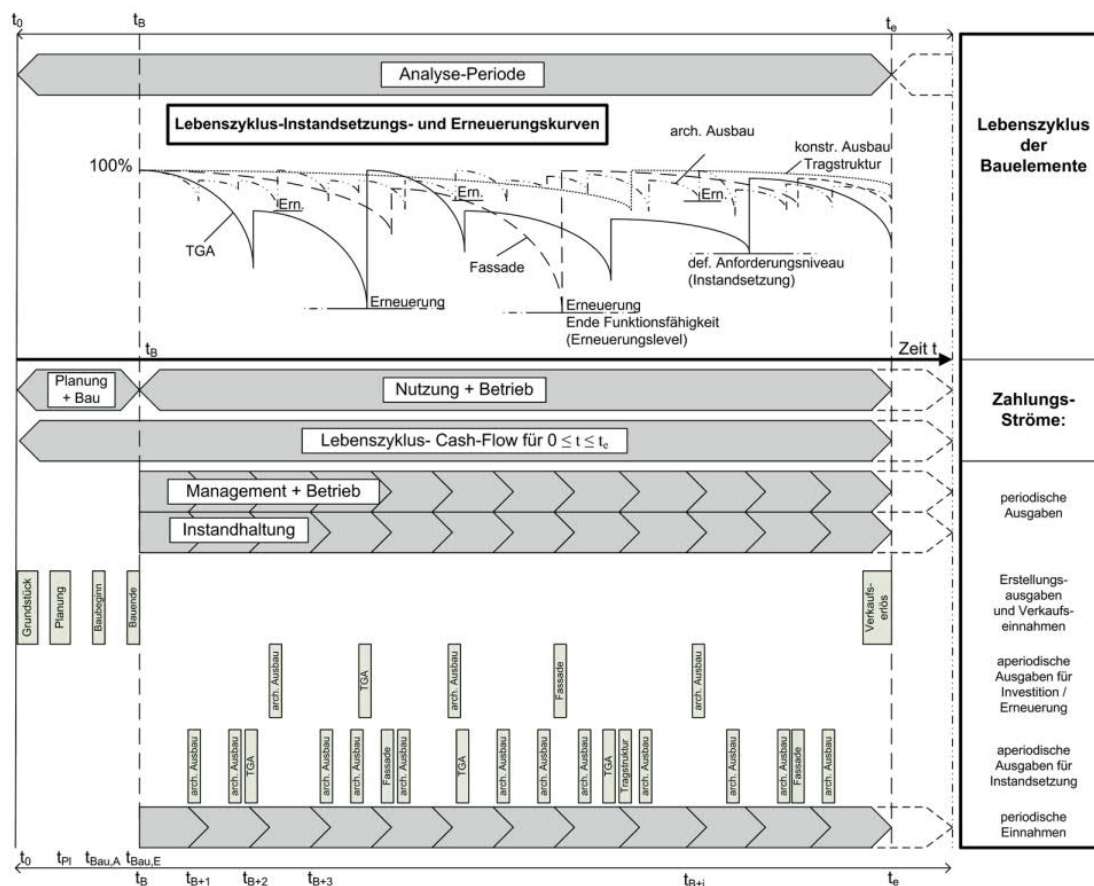 t0
tB
te
Analyse-Periode
Lebenszyklus-Instandsetzungs- und Erneuerungskurven
Lebenszyklus
der
Bauelemente
arch. Ausbau
konstr. Ausbau
Tragstruktur
100%
Ern.
Ern.
Ern.
TGA
Fassade
def. Anforderungsniveau
(Instandsetzung)
Erneuerung
Erneuerung
Ende Funktionsfähigkeit
(Erneuerungslevel)
tB
Zeit t
Planung
+ Bau
Nutzung + Betrieb
Zahlungs-
Ströme:
Lebenszyklus- Cash-Flow für 0 ≤ t ≤ te
Management + Betrieb
Instandhaltung
periodische
Ausgaben
Grundstück
Planung
Baubeginn
Bauende
Verkaufs-
erlös
Erstellungs-
ausgaben
und Verkaufs-
einnahmen
arch. Ausbau
TGA
arch. Ausbau
Fassade
arch. Ausbau
aperiodische
Ausgaben für
Investition /
Erneuerung
arch. Ausbau
arch. Ausbau
TGA
arch. Ausbau
arch. Ausbau
Fassade
arch. Ausbau
TGA
arch. Ausbau
arch. Ausbau
arch. Ausbau
TGA
Tragstruktur
arch. Ausbau
arch. Ausbau
arch. Ausbau
Fassade
arch. Ausbau
aperiodische
Ausgaben für
Instandsetzung
periodische
Einnahmen
t0
tPl
tBau,A
tBau,E
tB
tB+1
tB+2
tB+3
tB+i
te